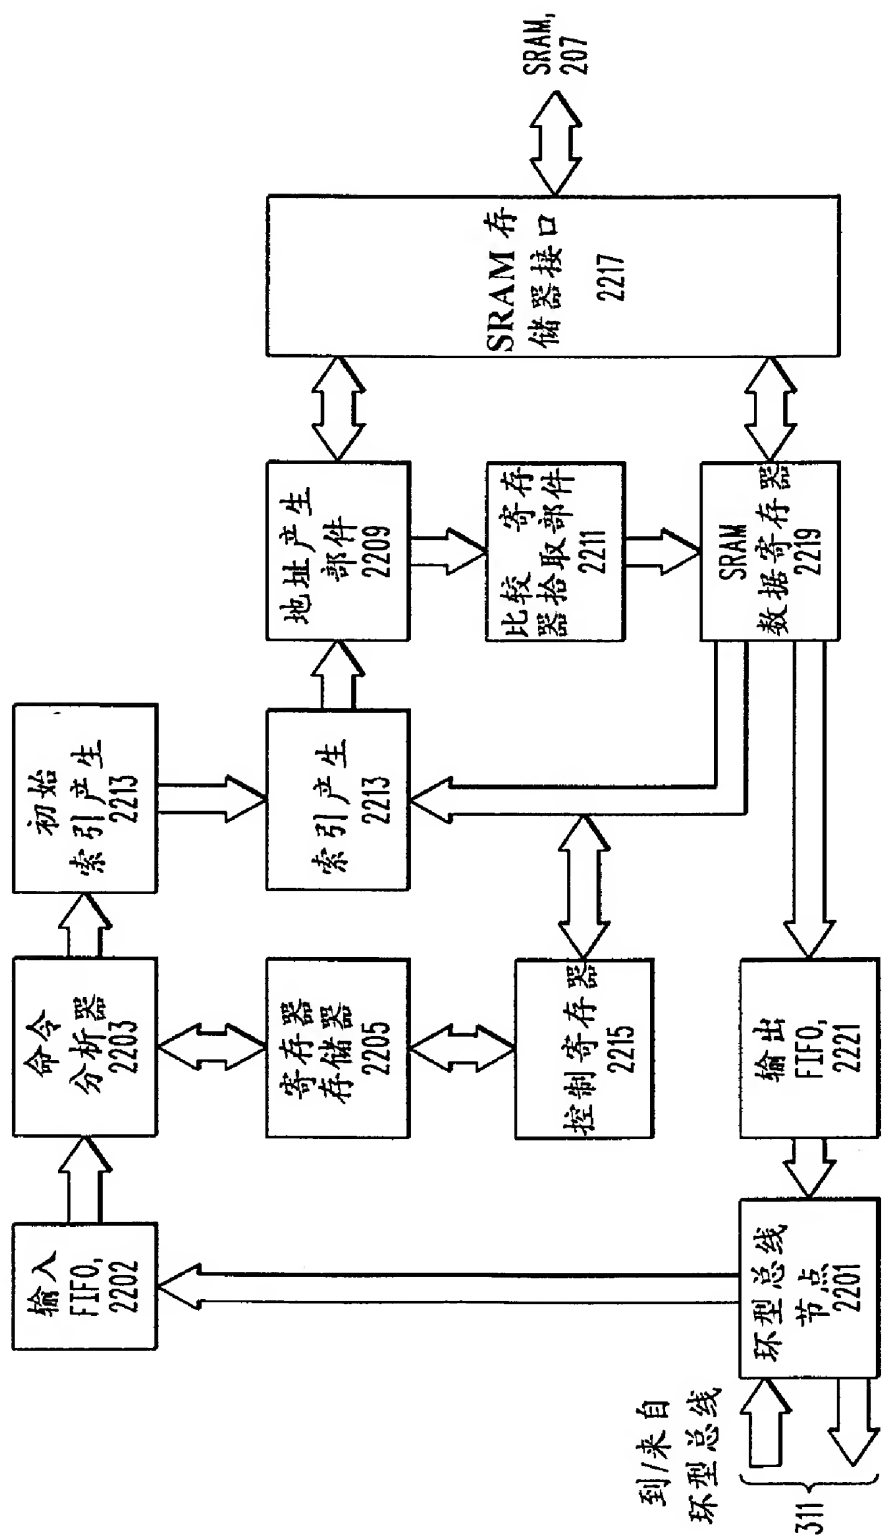 输入
FIFO,
2202
命令
分析器
2203
初始
索引产生
2213
寄存器
存储器
2205
索引产生
2213
地址产生
部件
2209
SRAM 存
储器接口
2217
SRAM,
207
控制寄存器
2215
比较 寄存
器拾取部件
2211
到/来自
环型总线
311
环型总线
节点
2201
输出
FIFO,
2221
SRAM
数据寄存器
2219